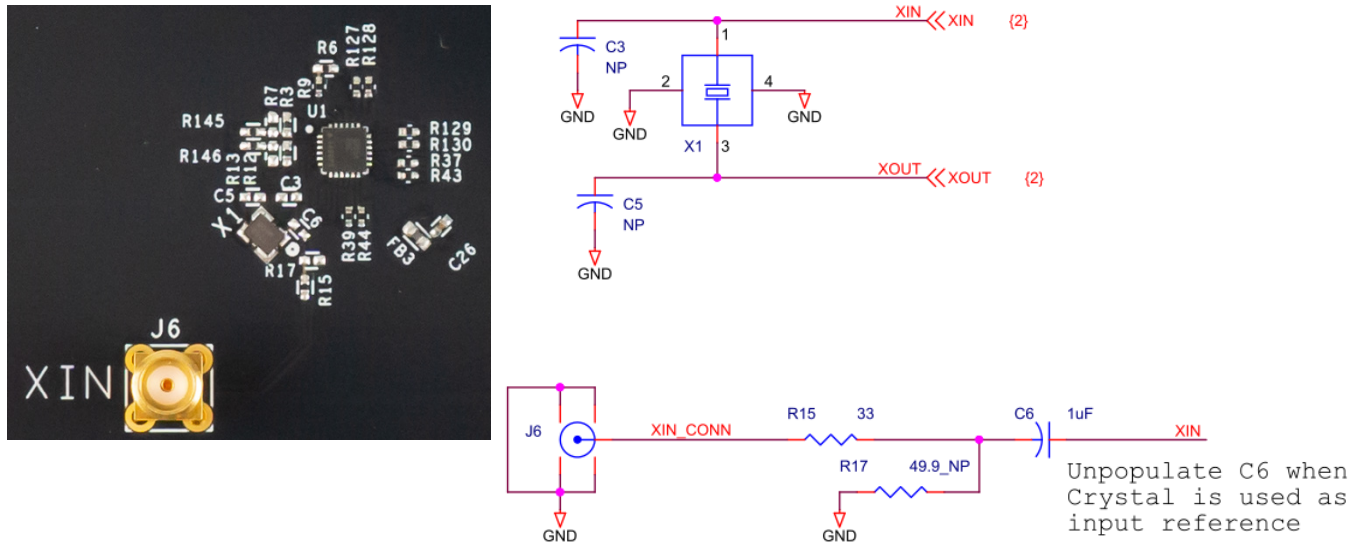 R6
R127
R128
R9
R7
R3
U1
R145
R146
R129
R130
R37
R43
R13
R12
C5
C3
X1
C6
R39
R44
FB3
C26
R17
R15
J6
XIN
XIN
XIN
{2}
C3
NP
1
2
4
GND
GND
GND
X1
3
XOUT
XOUT
{2}
C5
NP
GND
J6
XIN_CONN
R15
33
C6
1uF
XIN
R17
49.9_NP
GND
GND
Unpopulate C6 when
Crystal is used as
input reference